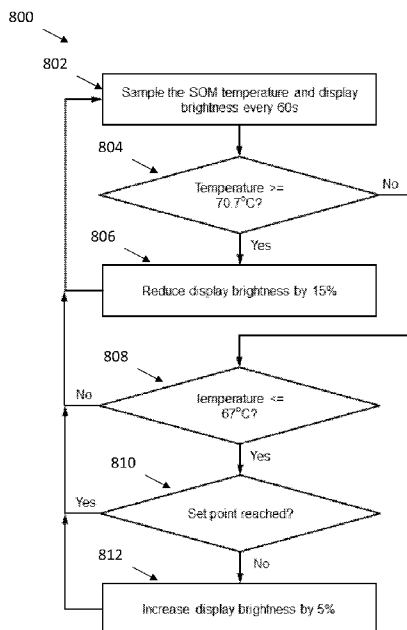 800
802
Sample the SOM temperature and display
brightness every 60s
804
Temperature >=
70.7°C?
No
Yes
806
Reduce display brightness by 15%
808
Temperature <=
67°C?
No
Yes
810
Set point reached?
Yes
No
812
Increase display brightness by 5%